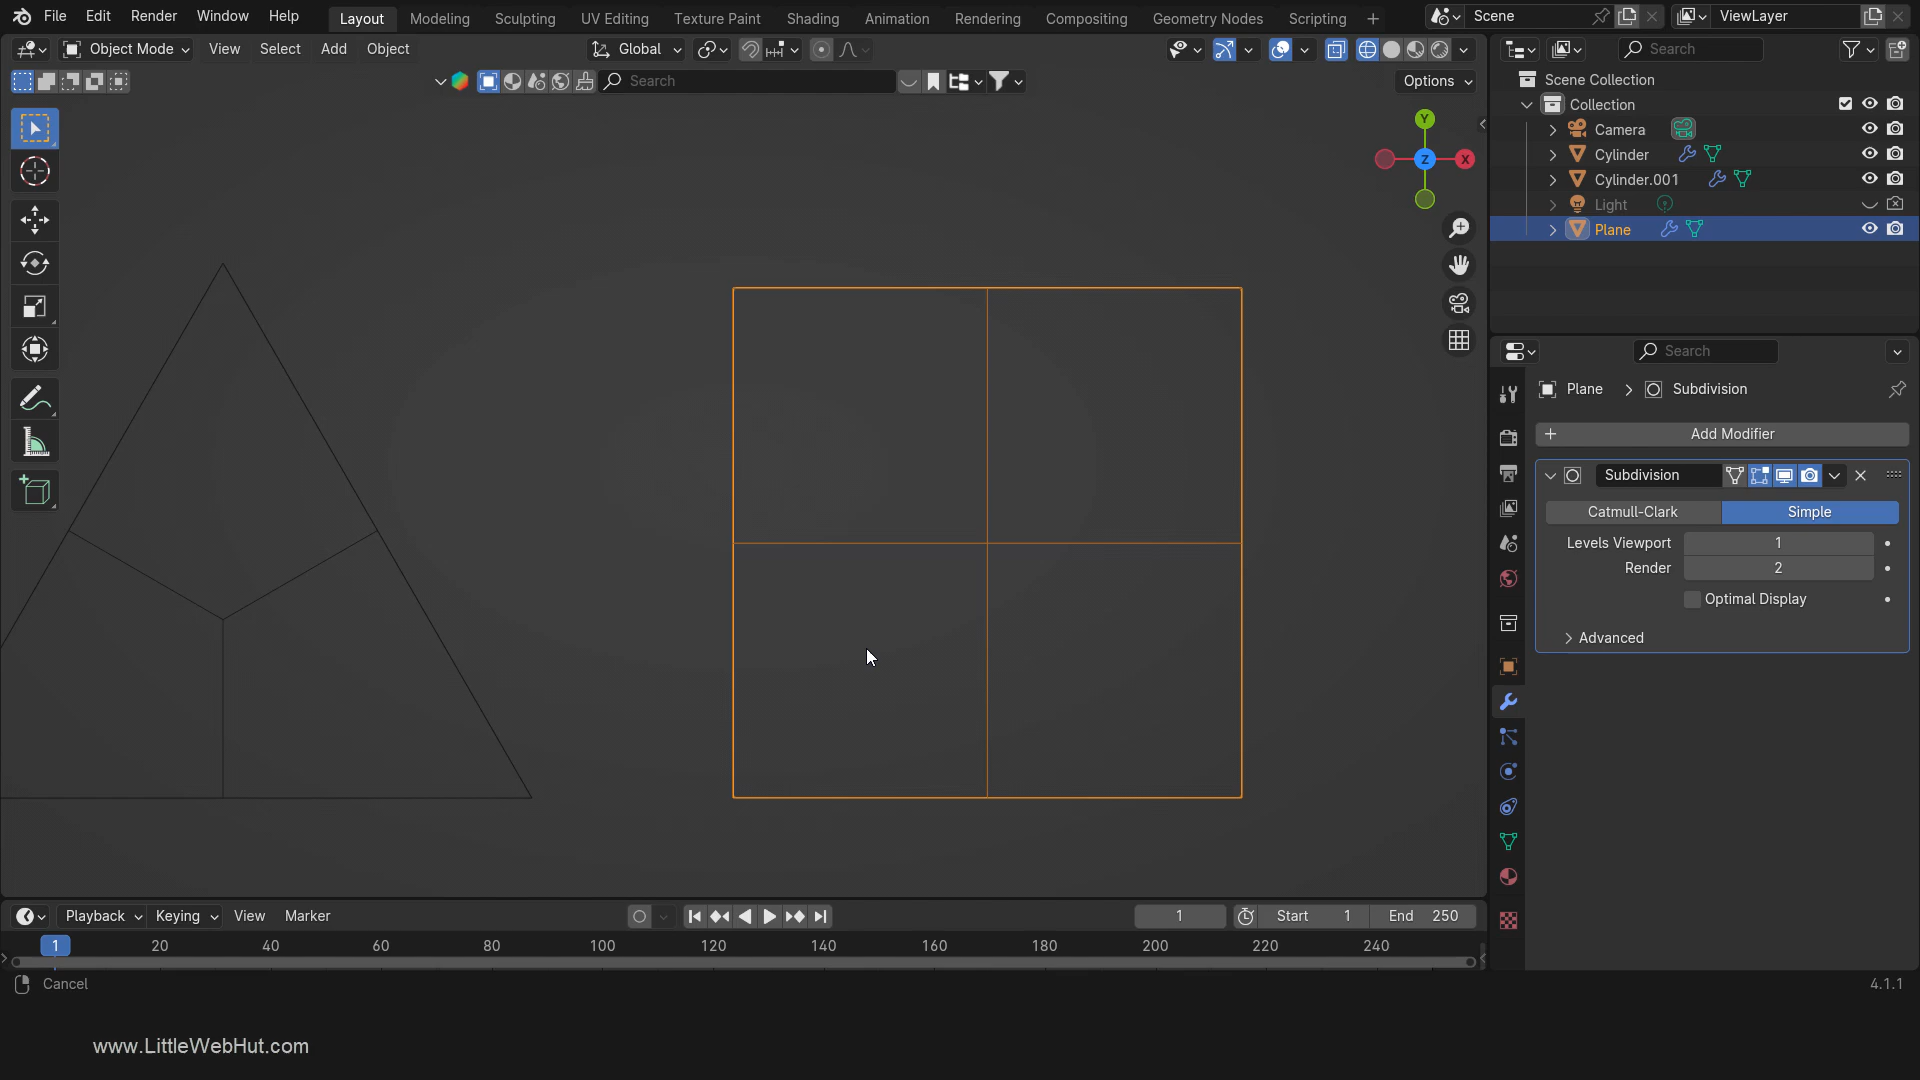 File Edit Render Window Help Layout Modeling Sculpting UV Editing Texture Paint Shading Animation Rendering Compositing Geometry Nodes Scripting + Scene ViewLayer
Object Mode View Select Add Object Global Search
Search Options
Scene Collection
Collection
Camera
Cylinder
Cylinder.001
Light
Plane
Y
Z X
Search
Plane > Subdivision
+ Add Modifier
Subdivision
Catmull-Clark Simple
Levels Viewport 1
Render 2
Optimal Display
Advanced
Playback Keying View Marker 1 Start 1 End 250
1 20 40 60 80 100 120 140 160 180 200 220 240
Cancel 4.1.1
www.LittleWebHut.com